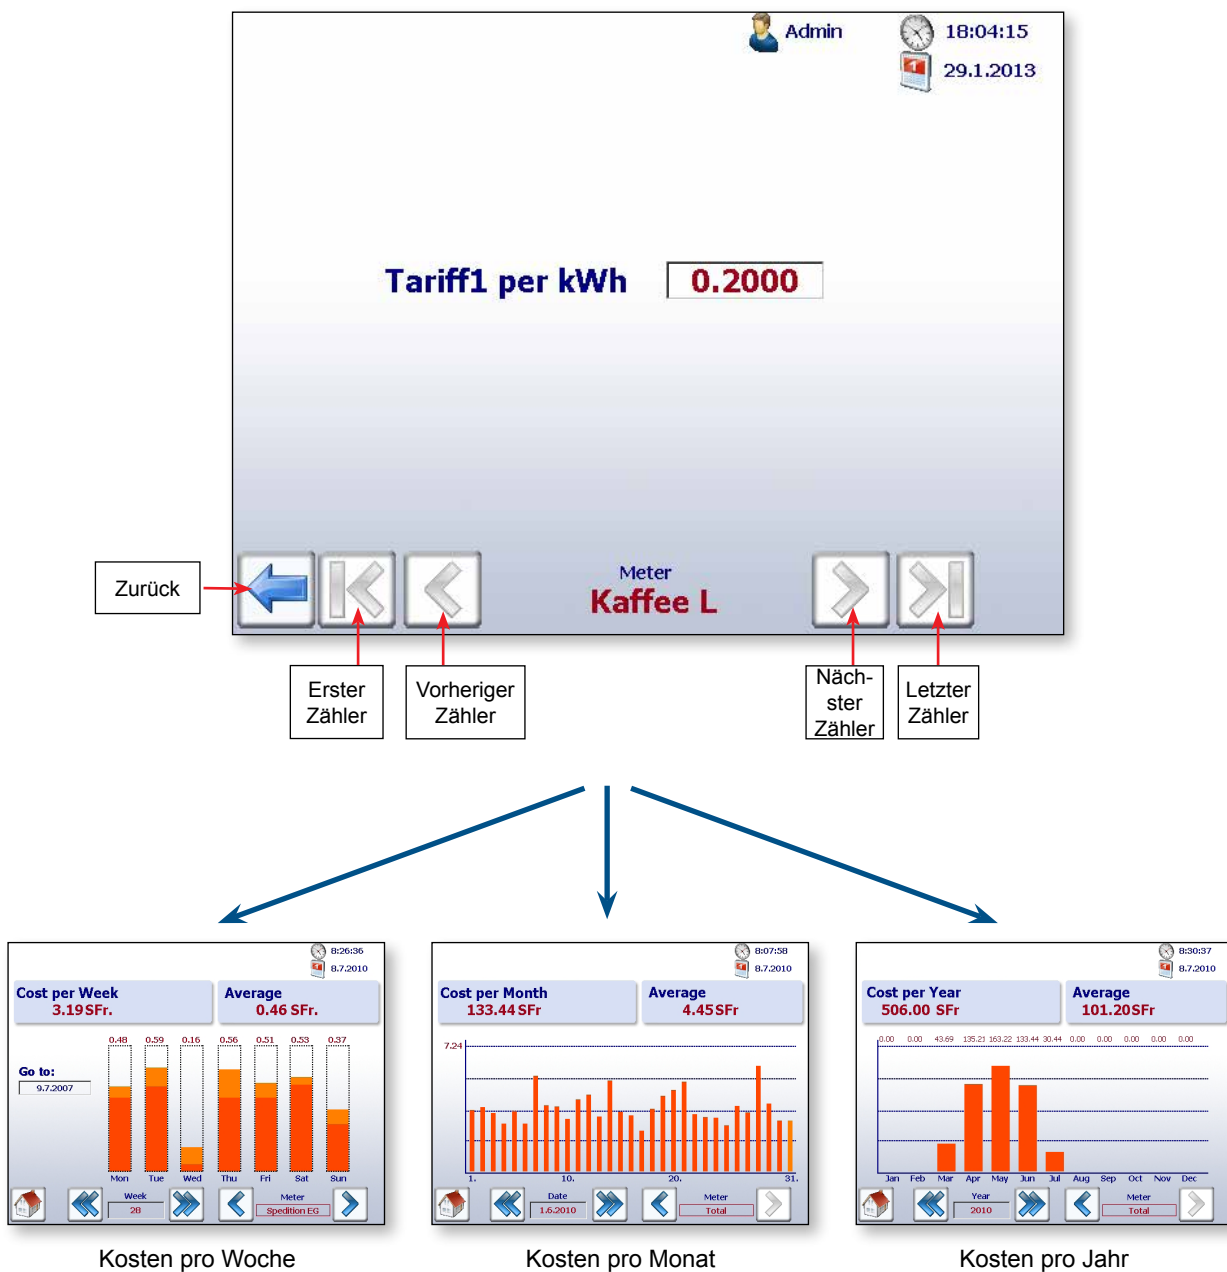 Admin
18:04:15
29.1.2013
Tariff1 per kWh 0.2000
Zurück
Meter
Kaffee L
Erster
Zähler
Vorheriger
Zähler
Näch-
ster
Zähler
Letzter
Zähler
8:26:36
8.7.2010
Cost per Week
3.19 SFr.
Average
0.46 SFr.
0.48 0.59 0.16 0.56 0.51 0.53 0.37
Go to:
9.7.2007
Mon Tue Wed Thu Fri Sat Sun
Week
28
Meter
Spedition EG
Kosten pro Woche
8:07:58
8.7.2010
Cost per Month
133.44 SFr
Average
4.45 SFr
7.24
1. 10. 20. 31.
Date
1.6.2010
Meter
Total
Kosten pro Monat
8:30:37
8.7.2010
Cost per Year
506.00 SFr
Average
101.20 SFr
0.00 0.00 43.69 135.21 163.22 133.44 30.44 0.00 0.00 0.00 0.00 0.00
Jan Feb Mar Apr May Jun Jul Aug Sep Oct Nov Dec
Year
2010
Meter
Total
Kosten pro Jahr